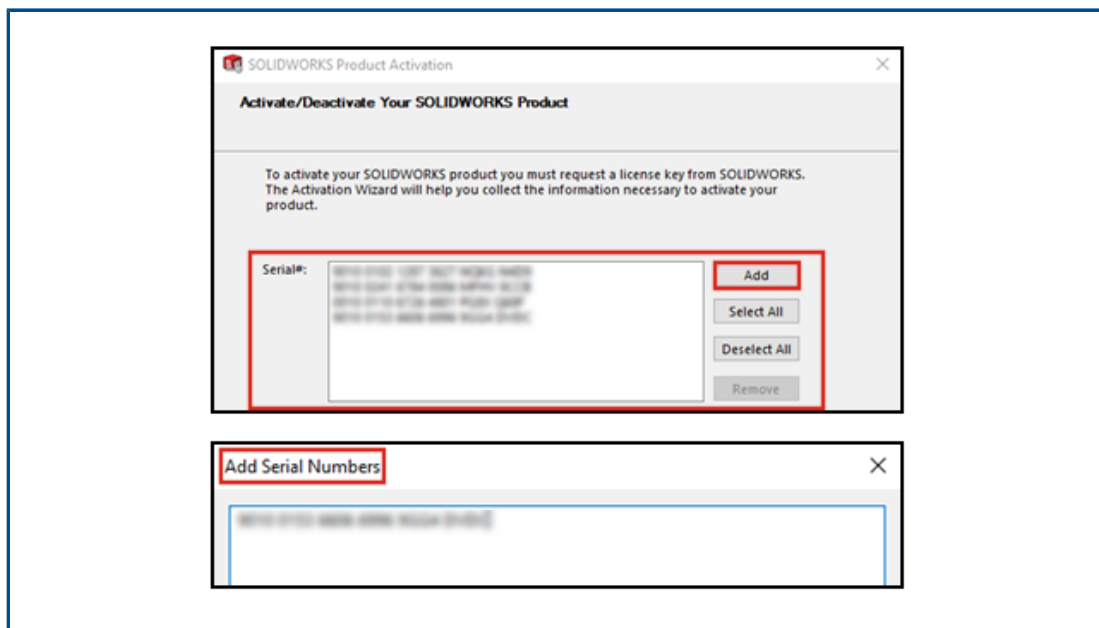 SOLIDWORKS Product Activation
Activate/Deactivate Your SOLIDWORKS Product
To activate your SOLIDWORKS product you must request a license key from SOLIDWORKS.
The Activation Wizard will help you collect the information necessary to activate your
product.
Serial#:
Add
Select All
Deselect All
Remove
Add Serial Numbers